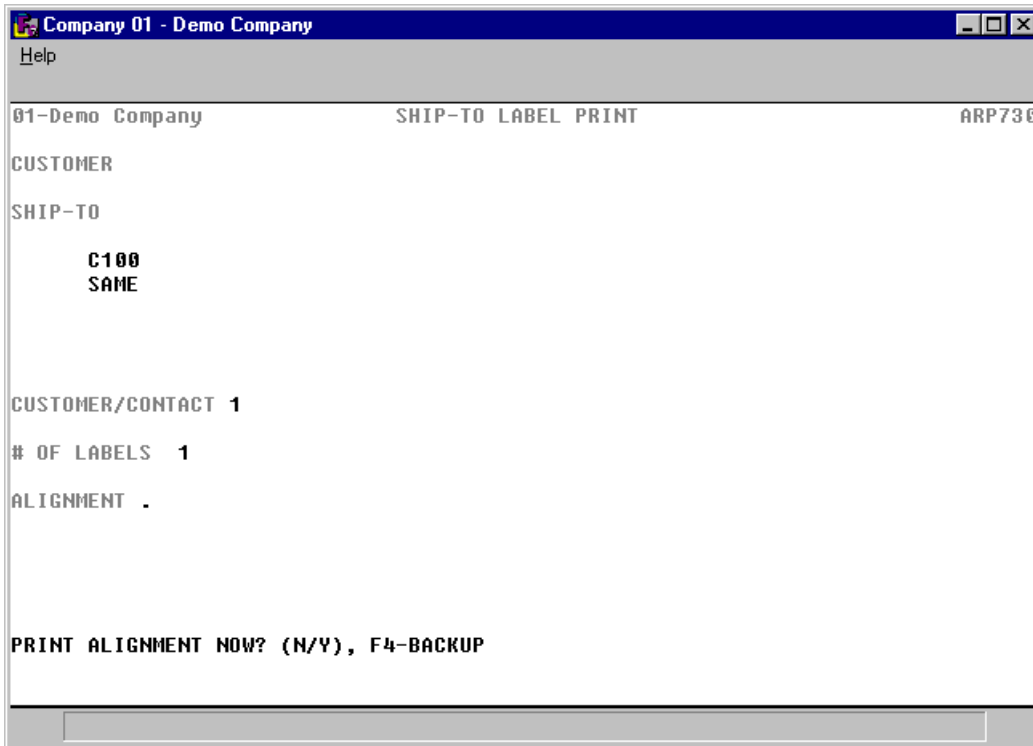 Company 01 - Demo Company
Help
01-Demo Company SHIP-TO LABEL PRINT ARP730
CUSTOMER
SHIP-TO
C100
SAME
CUSTOMER/CONTACT 1
# OF LABELS 1
ALIGNMENT .
PRINT ALIGNMENT NOW? (N/Y), F4-BACKUP